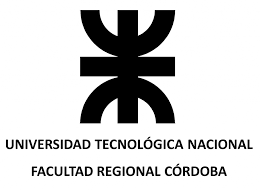 UNIVERSIDAD TECNOLÓGICA NACIONAL
FACULTAD REGIONAL CÓRDOBA